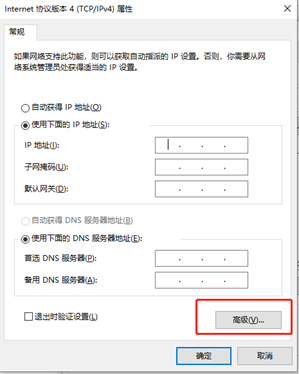 Internet 协议版本 4 (TCP/IPv4) 属性
常规
如果网络支持此功能，则可以获取自动指派的 IP 设置。否则，你需要从网
络系统管理员处获得适当的 IP 设置。
自动获得 IP 地址(O)
使用下面的 IP 地址(S):
IP 地址(I):
子网掩码(U):
默认网关(D):
自动获得 DNS 服务器地址(B)
使用下面的 DNS 服务器地址(E):
首选 DNS 服务器(P):
备用 DNS 服务器(A):
退出时验证设置(L)
高级(V)...
确定
取消